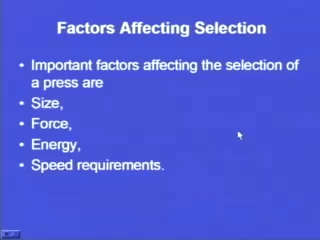 Factors Affecting Selection
• Important factors affecting the selection of
a press are
• Size,
• Force,
• Energy,
• Speed requirements.